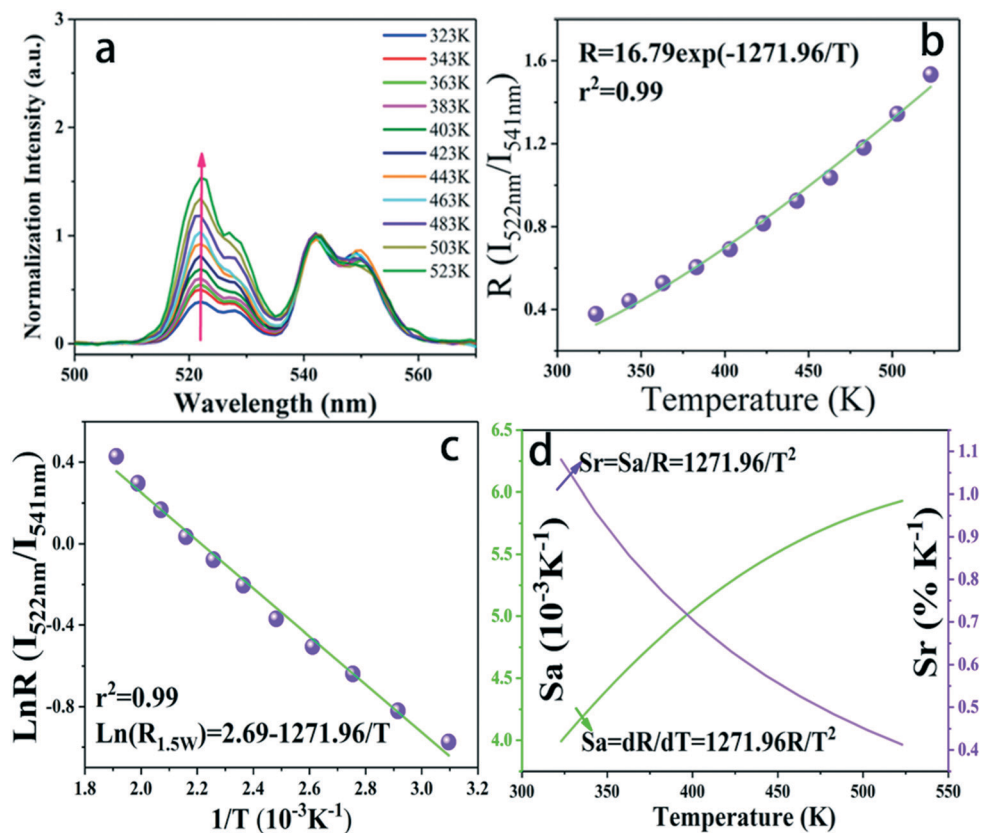 a
323K
343K
363K
383K
403K
423K
443K
463K
483K
503K
523K
Normalization Intensity (a.u.)
3
2
1
0
500 520 540 560
Wavelength (nm)
b
R=16.79exp(-1271.96/T)
r²=0.99
R (I522nm/I541nm)
1.6
1.2
0.8
0.4
300 350 400 450 500
Temperature (K)
c
LnR (I522nm/I541nm)
0.4
0.0
-0.4
-0.8
r²=0.99
Ln(R1.5W)=2.69-1271.96/T
1.8 2.0 2.2 2.4 2.6 2.8 3.0 3.2
1/T (10⁻³K⁻¹)
d
Sr=Sa/R=1271.96/T²
Sa=dR/dT=1271.96R/T²
Sa (10⁻³K⁻¹)
6.5
6.0
5.5
5.0
4.5
4.0
Sr (% K⁻¹)
1.1
1.0
0.9
0.8
0.7
0.6
0.5
0.4
300 350 400 450 500 550
Temperature (K)